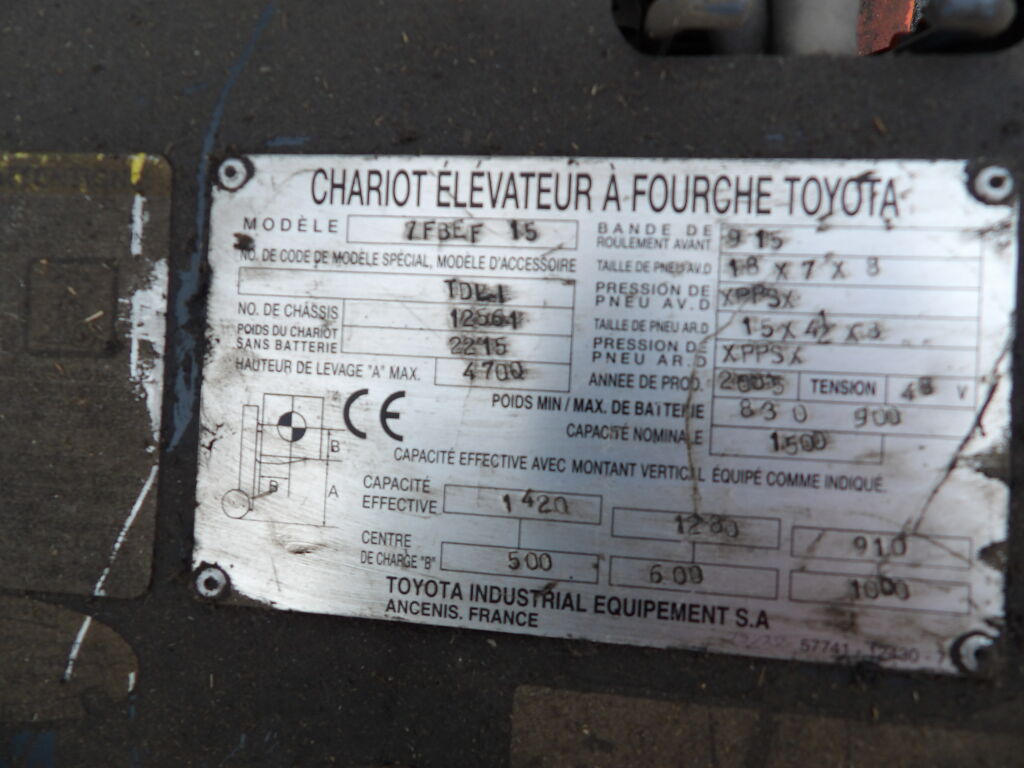 CHARIOT ÉLÉVATEUR À FOURCHE TOYOTA
MODÈLE 7FBEF 15
BANDE DE ROULEMENT AVANT 915
NO. DE CODE DE MODÈLE SPÉCIAL, MODÈLE D'ACCESSOIRE
TAILLE DE PNEU AV.D 18 X 7 X 8
PRESSION DE PNEU AV.D XPPSX
NO. DE CHÂSSIS 12561
TAILLE DE PNEU AR.D 15 X 4½ X 8
POIDS DU CHARIOT SANS BATTERIE 2215
PRESSION DE PNEU AR.D XPPSX
HAUTEUR DE LEVAGE "A" MAX. 4700
ANNÉE DE PROD. 2005 TENSION 48 V
POIDS MIN / MAX. DE BATTERIE 830 900
CAPACITÉ NOMINALE 1500
CE
B
B
A
CAPACITÉ EFFECTIVE AVEC MONTANT VERTICAL ÉQUIPÉ COMME INDIQUÉ.
CAPACITÉ EFFECTIVE 1420 1280 910
CENTRE DE CHARGE "B" 500 600 1000
TOYOTA INDUSTRIAL EQUIPEMENT S.A
ANCENIS. FRANCE
57741